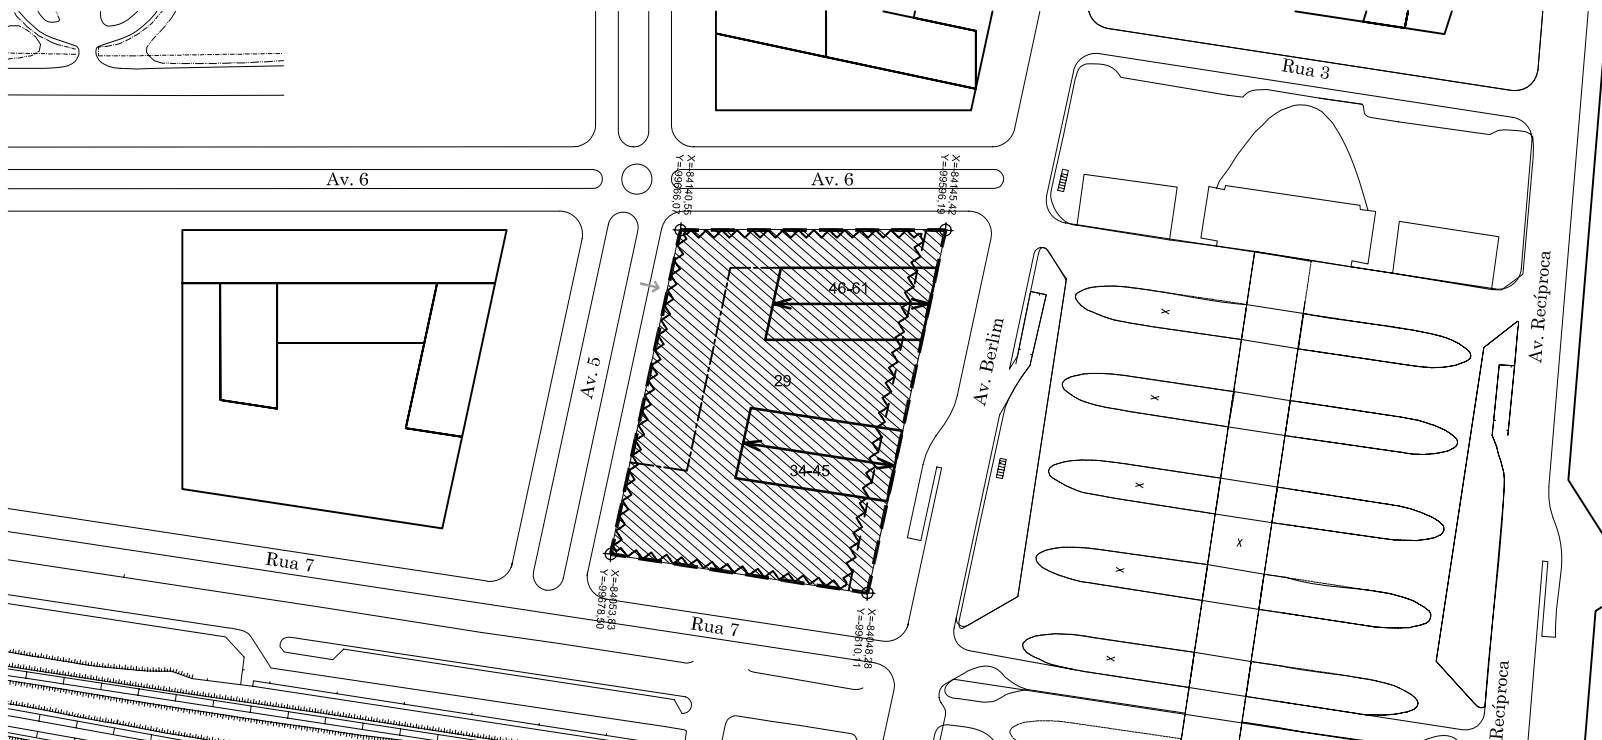 Rua 3
X=-84140,55
Y=-99666,07
X=-84145,42
Y=-99596,19
Av. 6
Av. 6
46-61
Av. Recíproca
Av. Berlim
Av. 5
29
34-45
x
x
x
x
x
x
Rua 7
X=-84053,83
Y=-99678,50
X=-84048,28
Y=-99610,11
Rua 7
Recíproca